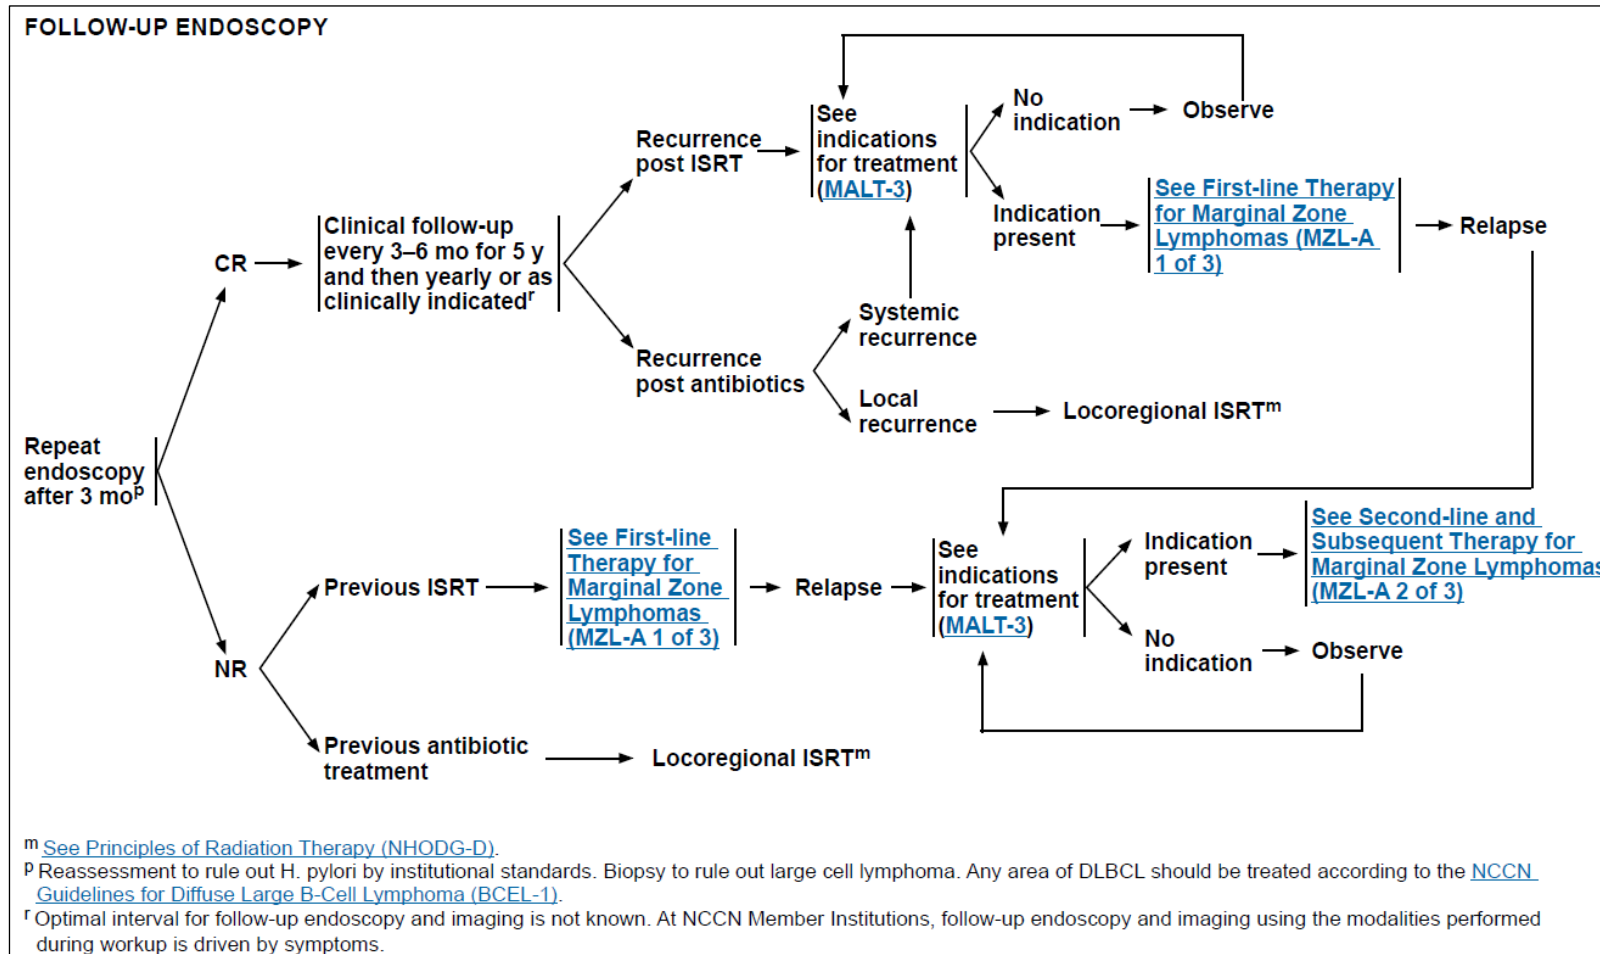 FOLLOW-UP ENDOSCOPY
Repeat
endoscopy
after 3 moᵖ
CR
Clinical follow-up
every 3–6 mo for 5 y
and then yearly or as
clinically indicatedʳ
Recurrence
post ISRT
See
indications
for treatment
(MALT-3)
No
indication
Observe
Indication
present
See First-line Therapy
for Marginal Zone
Lymphomas (MZL-A
1 of 3)
Relapse
Recurrence
post antibiotics
Systemic
recurrence
Local
recurrence
Locoregional ISRTᵐ
NR
Previous ISRT
See First-line
Therapy for
Marginal Zone
Lymphomas
(MZL-A 1 of 3)
Relapse
See
indications
for treatment
(MALT-3)
Indication
present
See Second-line and
Subsequent Therapy for
Marginal Zone Lymphomas
(MZL-A 2 of 3)
No
indication
Observe
Previous antibiotic
treatment
Locoregional ISRTᵐ
ᵐ See Principles of Radiation Therapy (NHODG-D).
ᵖ Reassessment to rule out H. pylori by institutional standards. Biopsy to rule out large cell lymphoma. Any area of DLBCL should be treated according to the NCCN
Guidelines for Diffuse Large B-Cell Lymphoma (BCEL-1).
ʳ Optimal interval for follow-up endoscopy and imaging is not known. At NCCN Member Institutions, follow-up endoscopy and imaging using the modalities performed
during workup is driven by symptoms.